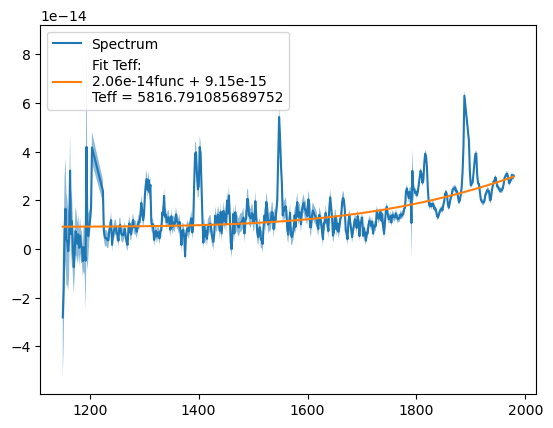 1e−14
8
6
4
2
0
−2
−4
Spectrum
Fit Teff:
2.06e-14func + 9.15e-15
Teff = 5816.791085689752
1200
1400
1600
1800
2000